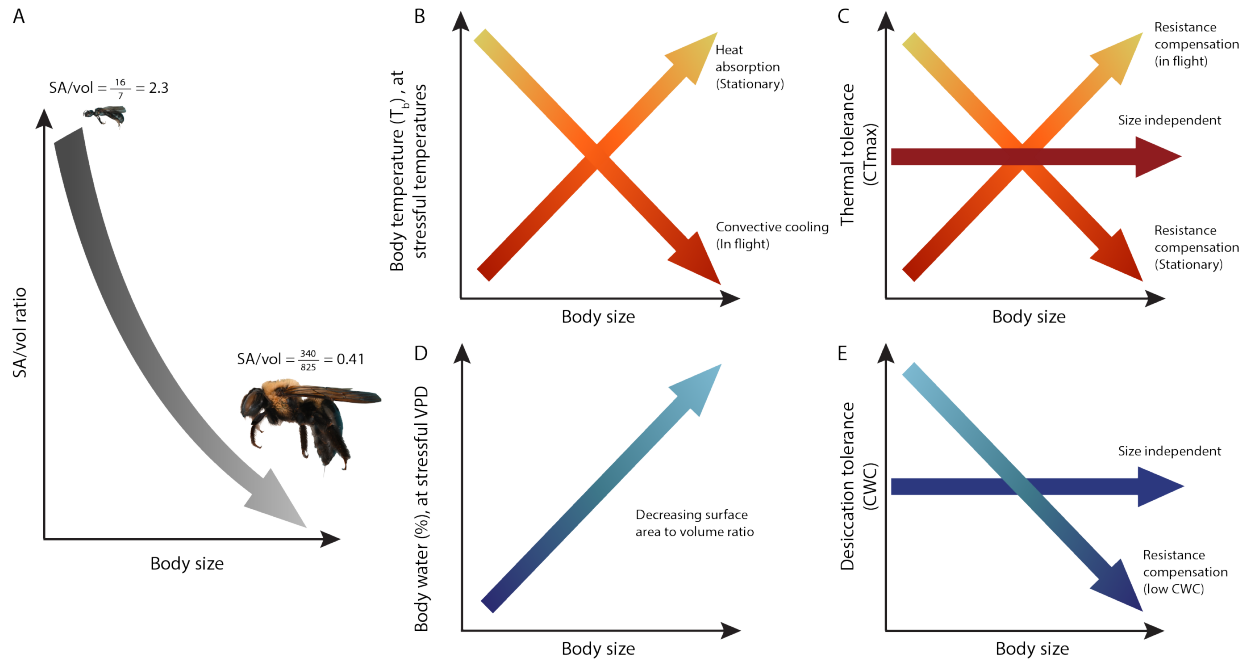 A
SA/vol = 16/7 = 2.3
SA/vol = 340/825 = 0.41
SA/vol ratio
Body size
B
Body temperature (Tb), at
stressful temperatures
Heat
absorption
(Stationary)
Convective cooling
(In flight)
Body size
C
Thermal tolerance
(CTmax)
Resistance
compensation
(in flight)
Size independent
Resistance
compensation
(Stationary)
Body size
D
Body water (%), at stressful VPD
Decreasing surface
area to volume ratio
Body size
E
Desiccation tolerance
(CWC)
Size independent
Resistance
compensation
(low CWC)
Body size